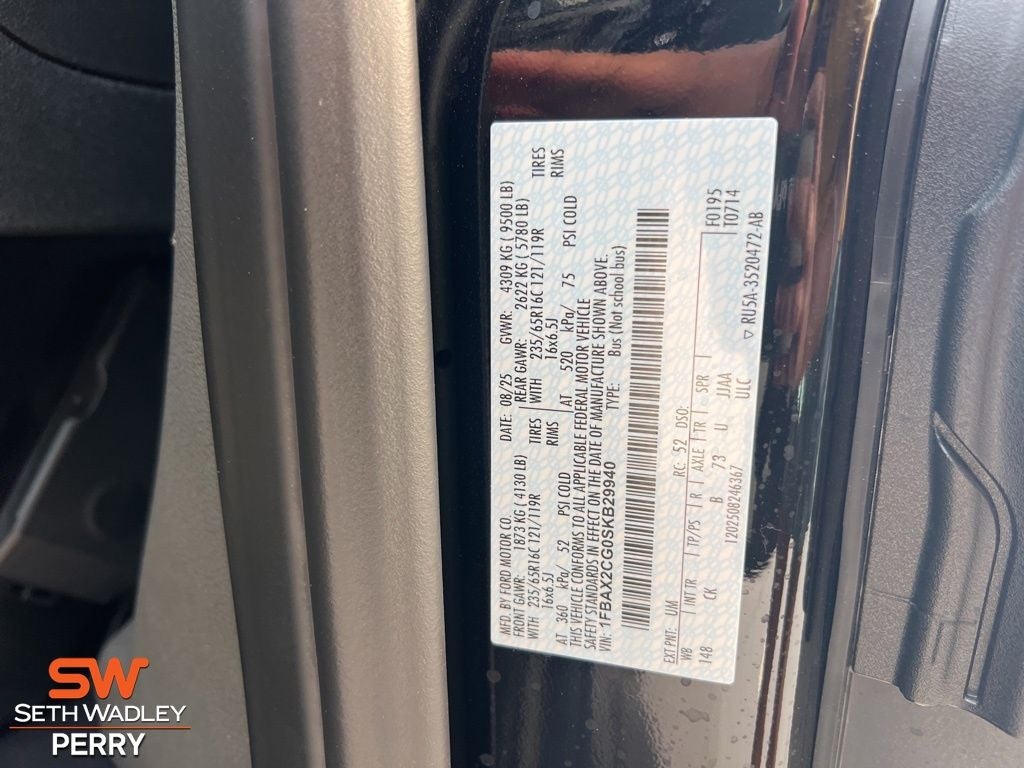 MFD. BY FORD MOTOR CO. DATE: 08/25 GVWR: 4309 KG ( 9500 LB)
FRONT GAWR: 1873 KG ( 4130 LB) REAR GAWR: 2622 KG ( 5780 LB)
WITH 235/65R16C 121/119R TIRES WITH 235/65R16C 121/119R TIRES
16x6.5J RIMS 16x6.5J RIMS
AT 360 kPa/ 52 PSI COLD AT 520 kPa/ 75 PSI COLD
THIS VEHICLE CONFORMS TO ALL APPLICABLE FEDERAL MOTOR VEHICLE
SAFETY STANDARDS IN EFFECT ON THE DATE OF MANUFACTURE SHOWN ABOVE.
VIN: 1FBAX2CG0SKB29940 TYPE: Bus (Not school bus)
EXT PNT: UM RC: 52 DSO: F0195
WB INT TR TP/PS R AXLE TR SPR T0714
148 CK B 73 U JJAA
1202508246367 ULC
RU5A-3520472-AB
SW
SETH WADLEY
PERRY